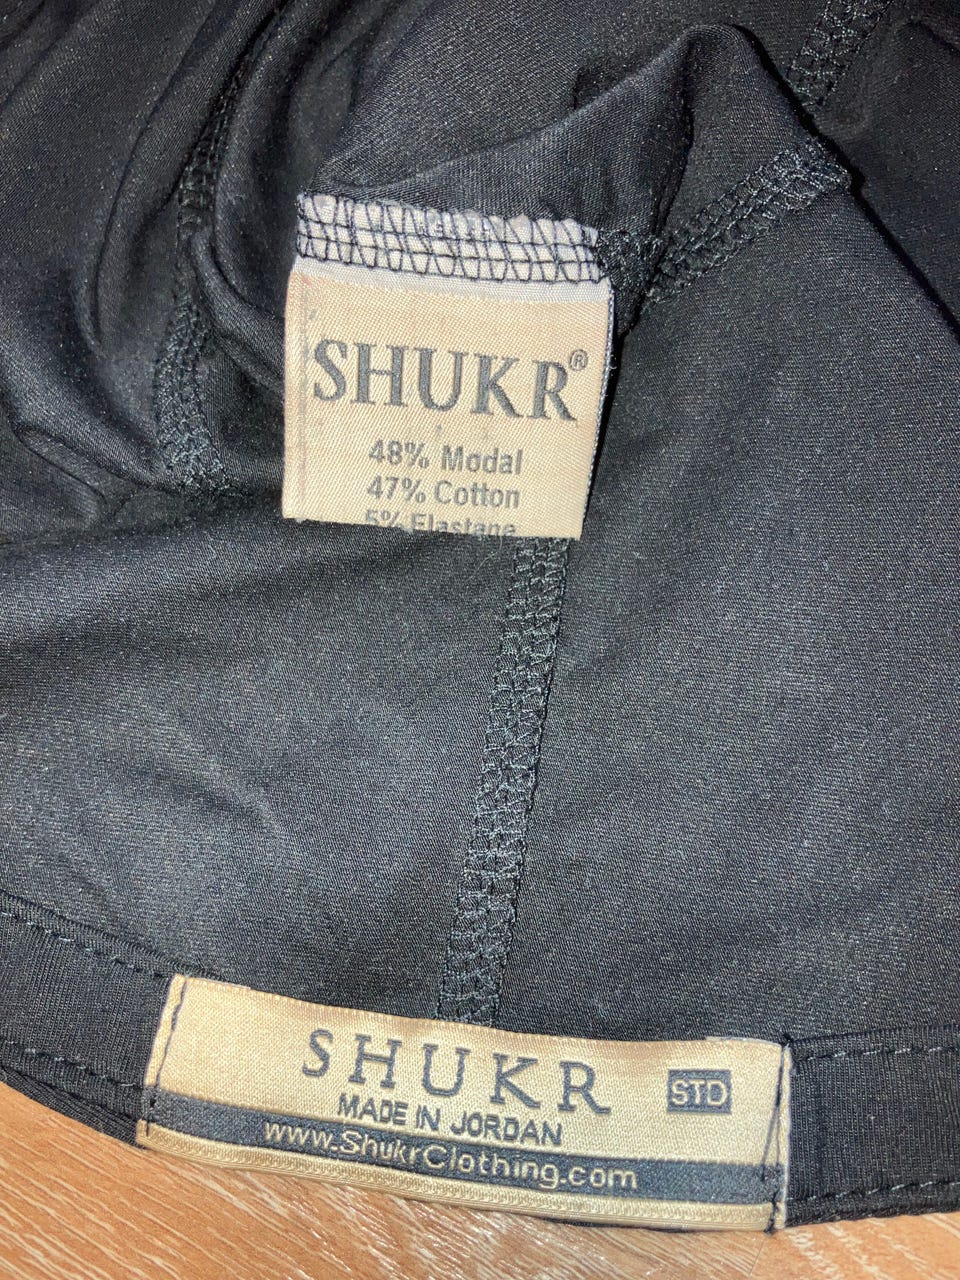 SHUKR®
48% Modal
47% Cotton
5% Elastane
SHUKR STD
MADE IN JORDAN
www.ShukrClothing.com